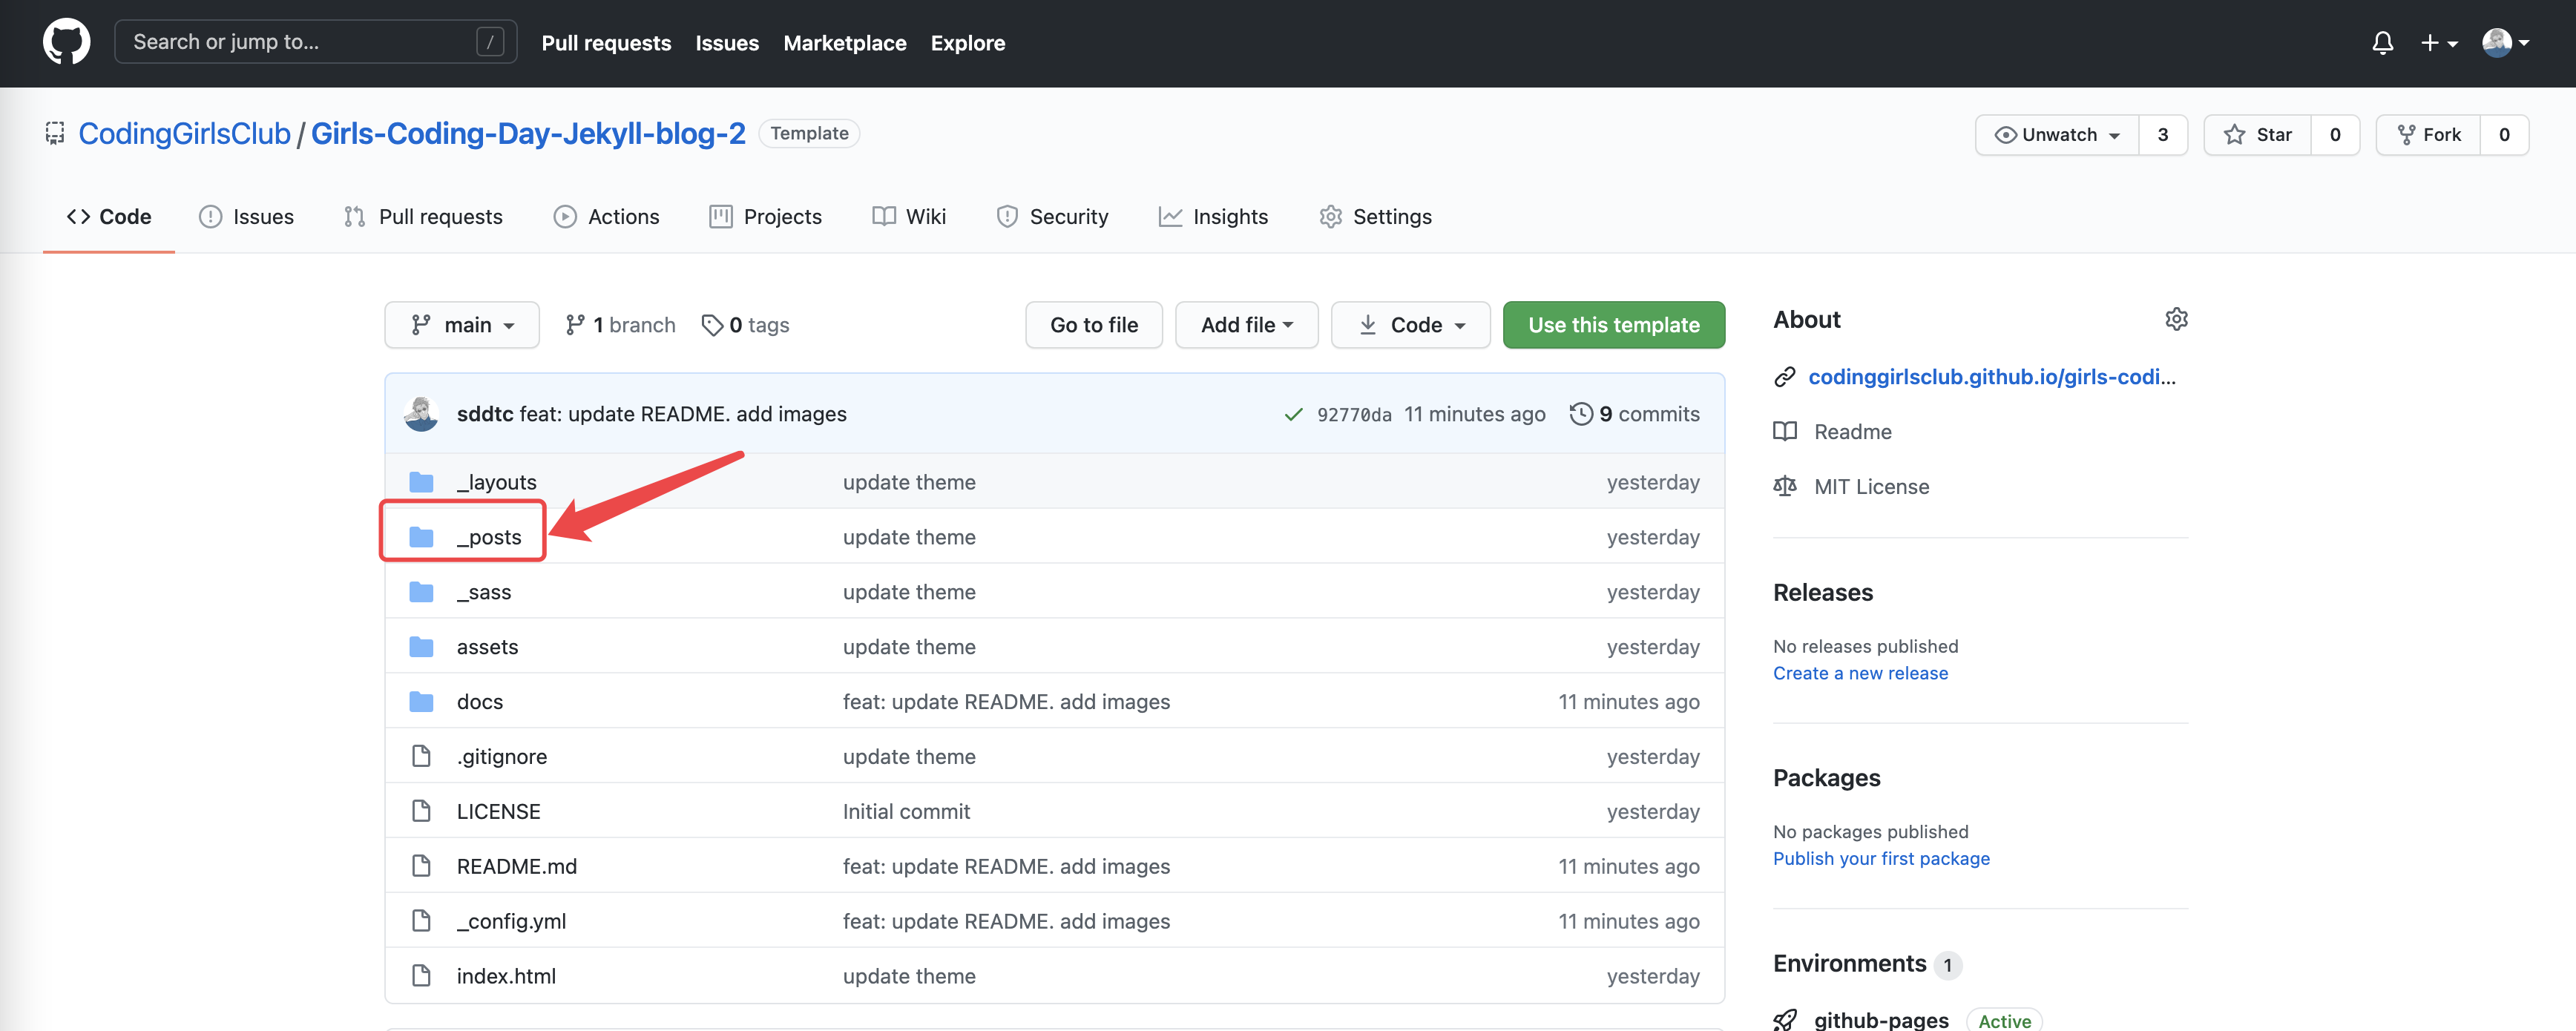 Search or jump to... / Pull requests Issues Marketplace Explore
CodingGirlsClub / Girls-Coding-Day-Jekyll-blog-2 Template Unwatch 3 Star 0 Fork 0
Code Issues Pull requests Actions Projects Wiki Security Insights Settings
main 1 branch 0 tags Go to file Add file Code Use this template
sddtc feat: update README. add images 92770da 11 minutes ago 9 commits
_layouts update theme yesterday
_posts update theme yesterday
_sass update theme yesterday
assets update theme yesterday
docs feat: update README. add images 11 minutes ago
.gitignore update theme yesterday
LICENSE Initial commit yesterday
README.md feat: update README. add images 11 minutes ago
_config.yml feat: update README. add images 11 minutes ago
index.html update theme yesterday
About
codinggirlsclub.github.io/girls-codi...
Readme
MIT License
Releases
No releases published
Create a new release
Packages
No packages published
Publish your first package
Environments 1
github-pages Active